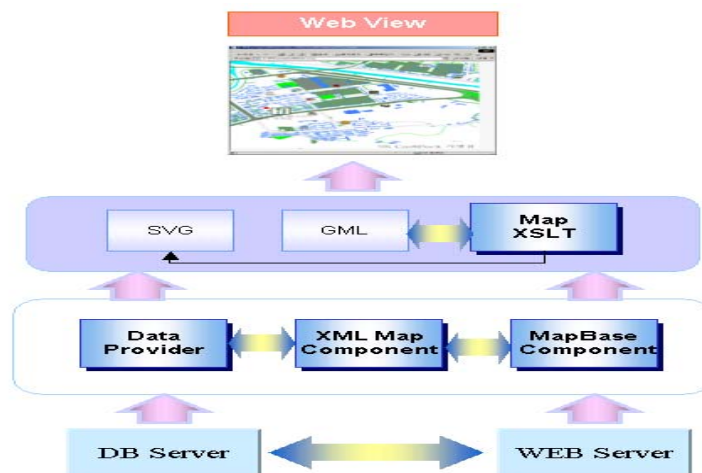 Web View
SVG
GML
Map
XSLT
Data
Provider
XML Map
Component
MapBase
Component
DB Server
WEB Server